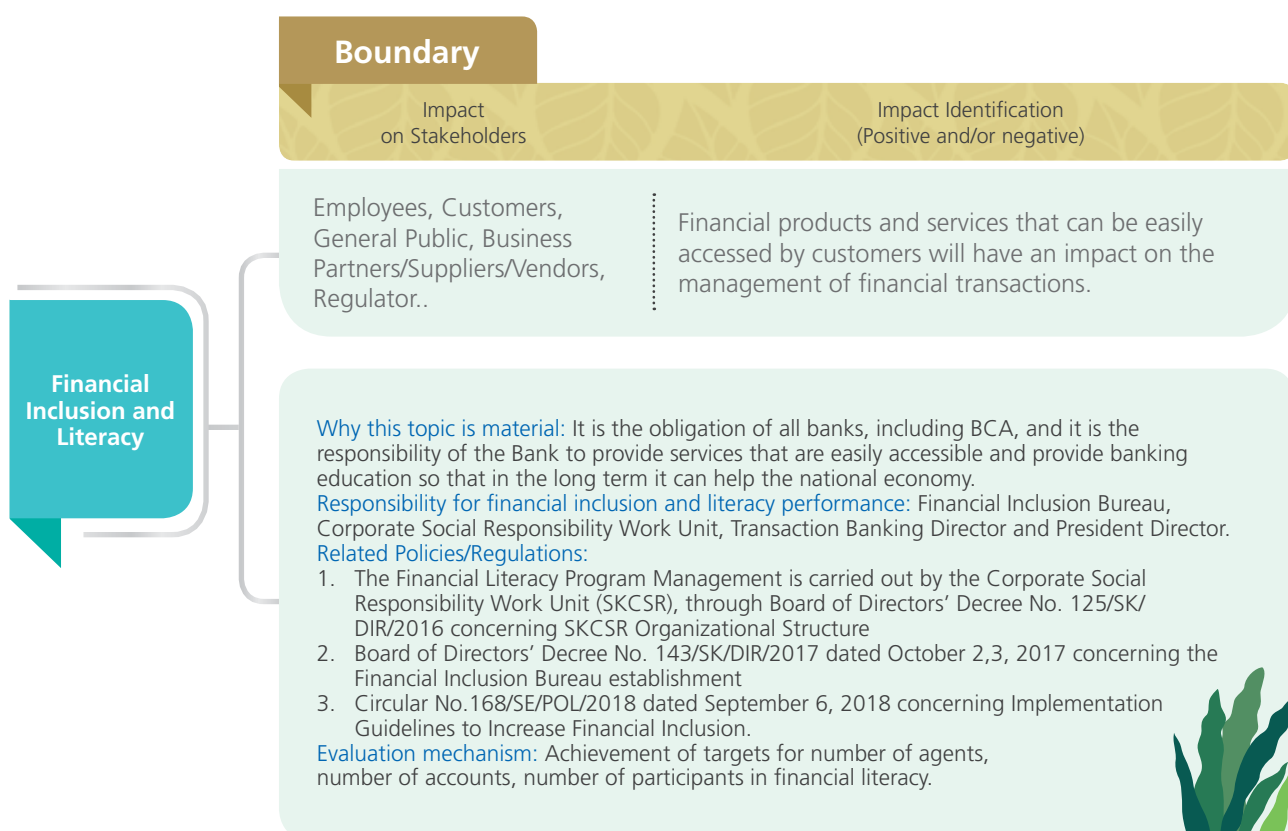 Boundary
Impact
on Stakeholders
Impact Identification
(Positive and/or negative)
Employees, Customers,
General Public, Business
Partners/Suppliers/Vendors,
Regulator..
Financial products and services that can be easily
accessed by customers will have an impact on the
management of financial transactions.
Financial
Inclusion and
Literacy
Why this topic is material: It is the obligation of all banks, including BCA, and it is the
responsibility of the Bank to provide services that are easily accessible and provide banking
education so that in the long term it can help the national economy.
Responsibility for financial inclusion and literacy performance: Financial Inclusion Bureau,
Corporate Social Responsibility Work Unit, Transaction Banking Director and President Director.
Related Policies/Regulations:
1. The Financial Literacy Program Management is carried out by the Corporate Social
Responsibility Work Unit (SKCSR), through Board of Directors’ Decree No. 125/SK/
DIR/2016 concerning SKCSR Organizational Structure
2. Board of Directors’ Decree No. 143/SK/DIR/2017 dated October 2,3, 2017 concerning the
Financial Inclusion Bureau establishment
3. Circular No.168/SE/POL/2018 dated September 6, 2018 concerning Implementation
Guidelines to Increase Financial Inclusion.
Evaluation mechanism: Achievement of targets for number of agents,
number of accounts, number of participants in financial literacy.